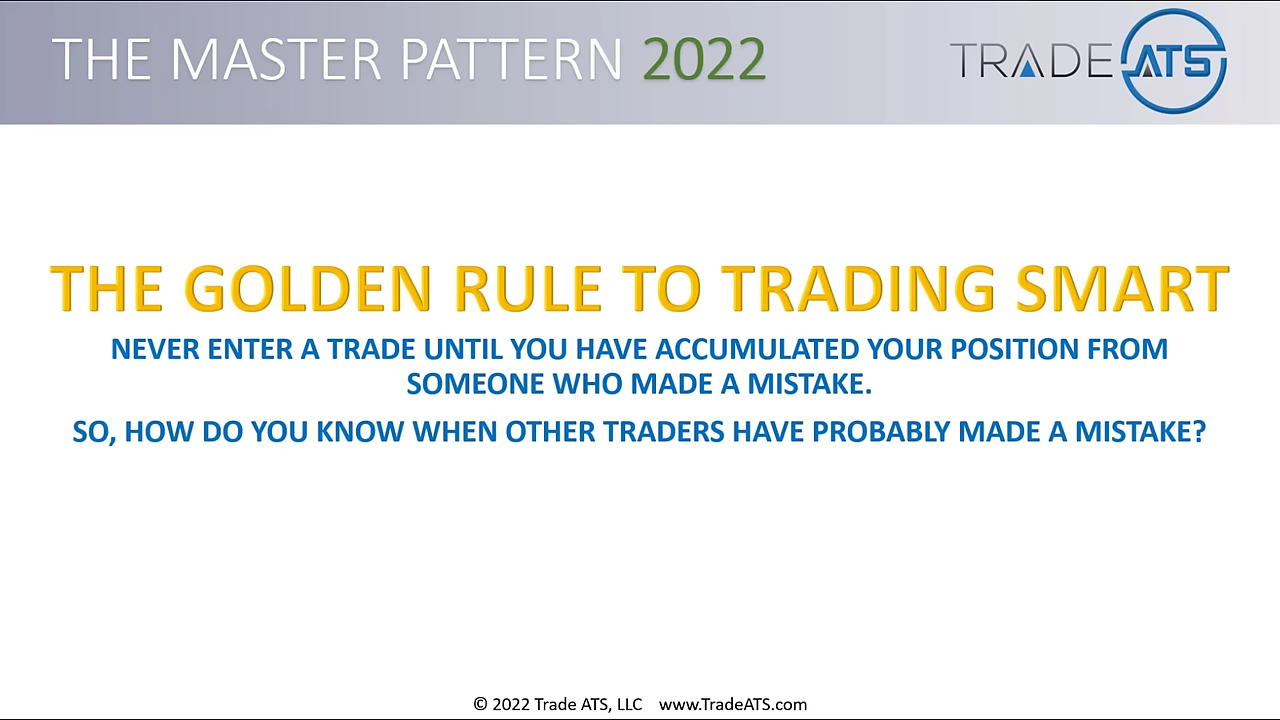 THE MASTER PATTERN 2022
TRADE ATS
THE GOLDEN RULE TO TRADING SMART
NEVER ENTER A TRADE UNTIL YOU HAVE ACCUMULATED YOUR POSITION FROM
SOMEONE WHO MADE A MISTAKE.
SO, HOW DO YOU KNOW WHEN OTHER TRADERS HAVE PROBABLY MADE A MISTAKE?
© 2022 Trade ATS, LLC www.TradeATS.com